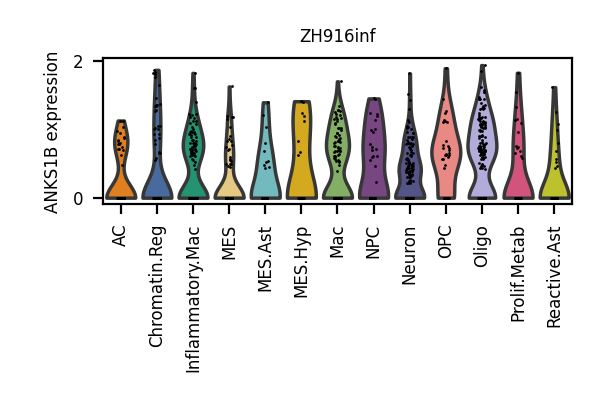 ZH916inf
ANKS1B expression
2
0
AC
Chromatin.Reg
Inflammatory.Mac
MES
MES.Ast
MES.Hyp
Mac
NPC
Neuron
OPC
Oligo
Prolif.Metab
Reactive.Ast